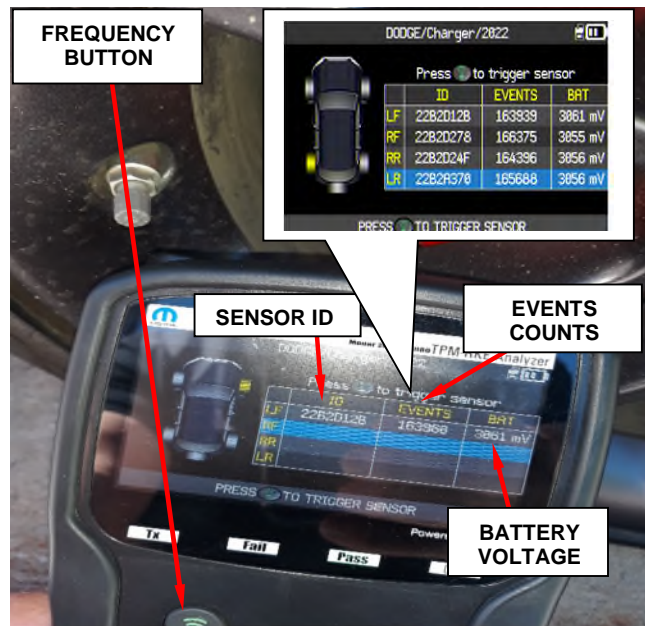 FREQUENCY
BUTTON
DODGE/Charger/2022
Press to trigger sensor
ID EVENTS BAT
LF 22B2D12B 163939 3061 mV
RF 22B2D278 166375 3055 mV
RR 22B2D24F 164396 3056 mV
LR 22B2A370 165688 3056 mV
PRESS TO TRIGGER SENSOR
SENSOR ID
EVENTS
COUNTS
TPM-RKE Analyzer
Press to trigger sensor
ID EVENTS BAT
LF 22B2D12B 163968 3061 mV
RF
RR
LR
PRESS TO TRIGGER SENSOR
BATTERY
VOLTAGE
Tx Fail Pass